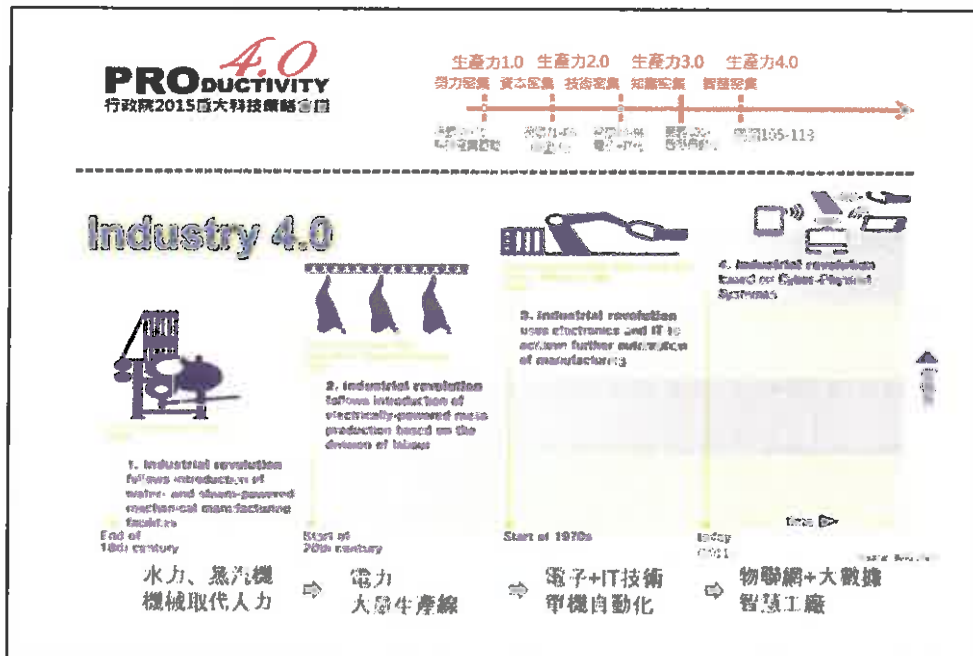 4.0
PRODUCTIVITY
行政院2015重大科技策略會議
生產力1.0 生產力2.0 生產力3.0 生產力4.0
勞力密集 資本密集 技術密集 知識密集 智慧密集
105-113
Industry 4.0
1. Industrial revolution
follows introduction of
water- and steam-powered
mechanical manufacturing
facilities
End of
18th century
2. Industrial revolution
follows introduction of
electrically-powered mass
production based on the
division of labour
Start of
20th century
3. Industrial revolution
uses electronics and IT to
achieve further automation
of manufacturing
Start of 1970s
4. Industrial revolution
based on Cyber-Physical
Systems
time
today
水力、蒸汽機
機械取代人力
電力
大量生產線
電子+IT技術
單機自動化
物聯網+大數據
智慧工廠